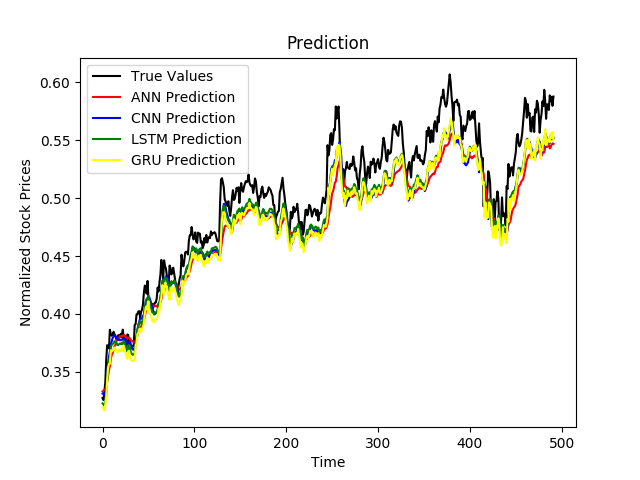 Prediction
True Values
ANN Prediction
CNN Prediction
LSTM Prediction
GRU Prediction
Normalized Stock Prices
0.60
0.55
0.50
0.45
0.40
0.35
0
100
200
300
400
500
Time